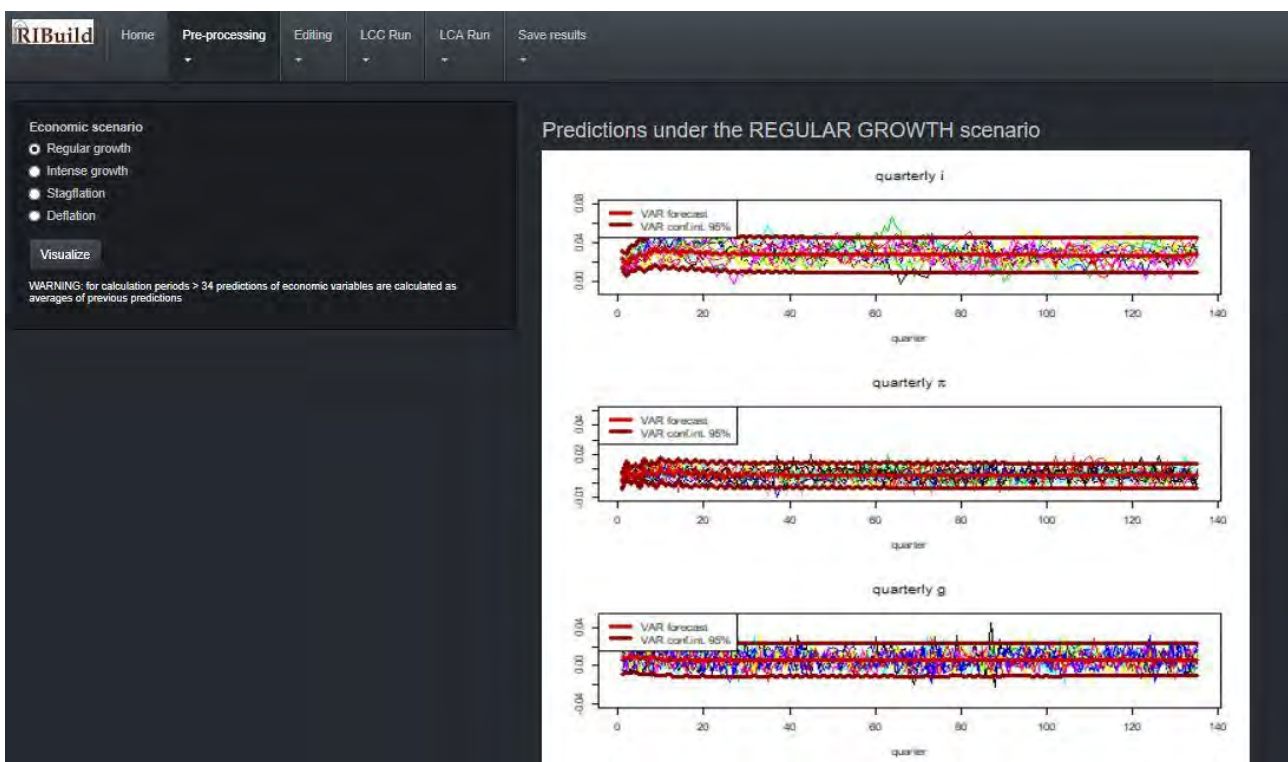 RIBuild
Home
Pre-processing
Editing
LCC Run
LCA Run
Save results
Economic scenario
Regular growth
Intense growth
Stagflation
Deflation
Visualize
WARNING: for calculation periods > 34 predictions of economic variables are calculated as
averages of previous predictions
Predictions under the REGULAR GROWTH scenario
quarterly i
VAR forecast
VAR conf.int. 95%
0.08
0.04
0.00
0 20 40 60 80 100 120 140
quarter
quarterly π
VAR forecast
VAR conf.int. 95%
0.04
0.02
-0.01
0 20 40 60 80 100 120 140
quarter
quarterly g
VAR forecast
VAR conf.int. 95%
0.04
0.00
-0.04
0 20 40 60 80 100 120 140
quarter